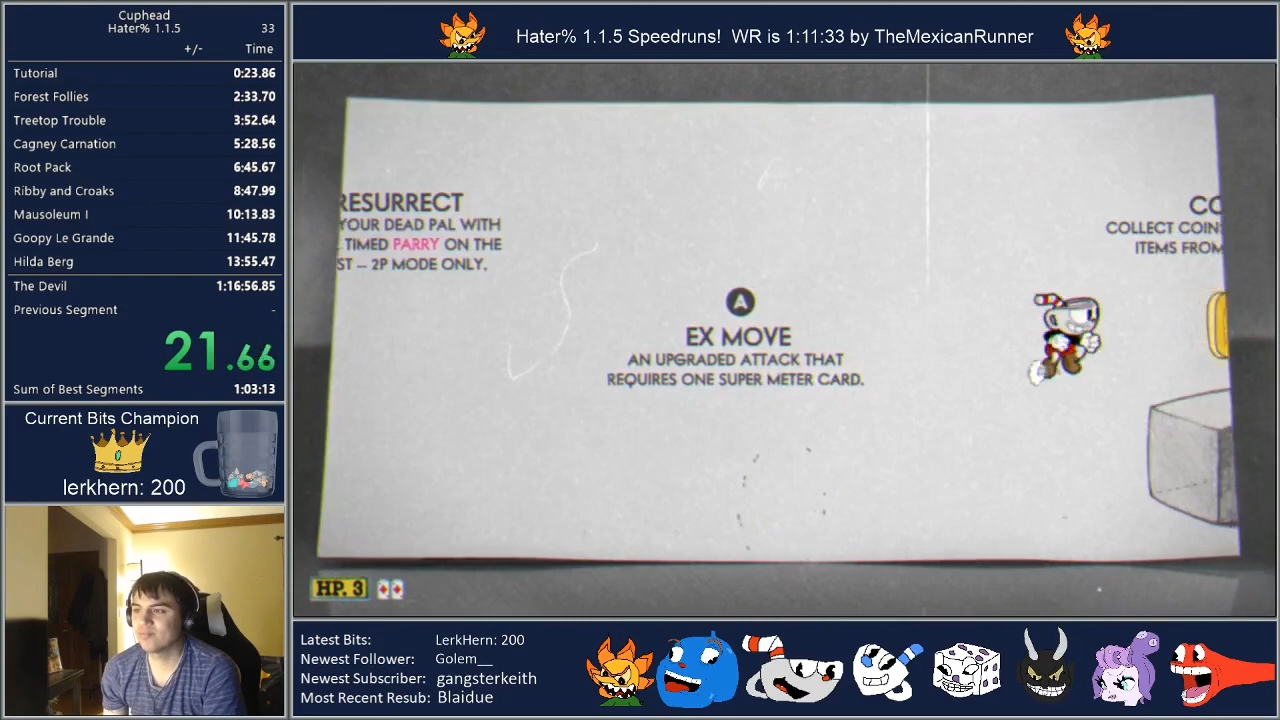 Cuphead
Hater% 1.1.5 33
+/- Time
Tutorial 0:23.86
Forest Follies 2:33.70
Treetop Trouble 3:52.64
Cagney Carnation 5:28.56
Root Pack 6:45.67
Ribby and Croaks 8:47.99
Mausoleum I 10:13.83
Goopy Le Grande 11:45.78
Hilda Berg 13:55.47
The Devil 1:16:56.85
Previous Segment -
21.66
Sum of Best Segments 1:03:13
Current Bits Champion
lerkhern: 200
Hater% 1.1.5 Speedruns! WR is 1:11:33 by TheMexicanRunner
RESURRECT
YOUR DEAD PAL WITH
TIMED PARRY ON THE
ST – 2P MODE ONLY.
A
EX MOVE
AN UPGRADED ATTACK THAT
REQUIRES ONE SUPER METER CARD.
CO
COLLECT COIN
ITEMS FROM
HP. 3
Latest Bits: LerkHern: 200
Newest Follower: Golem__
Newest Subscriber: gangsterkeith
Most Recent Resub: Blaidue